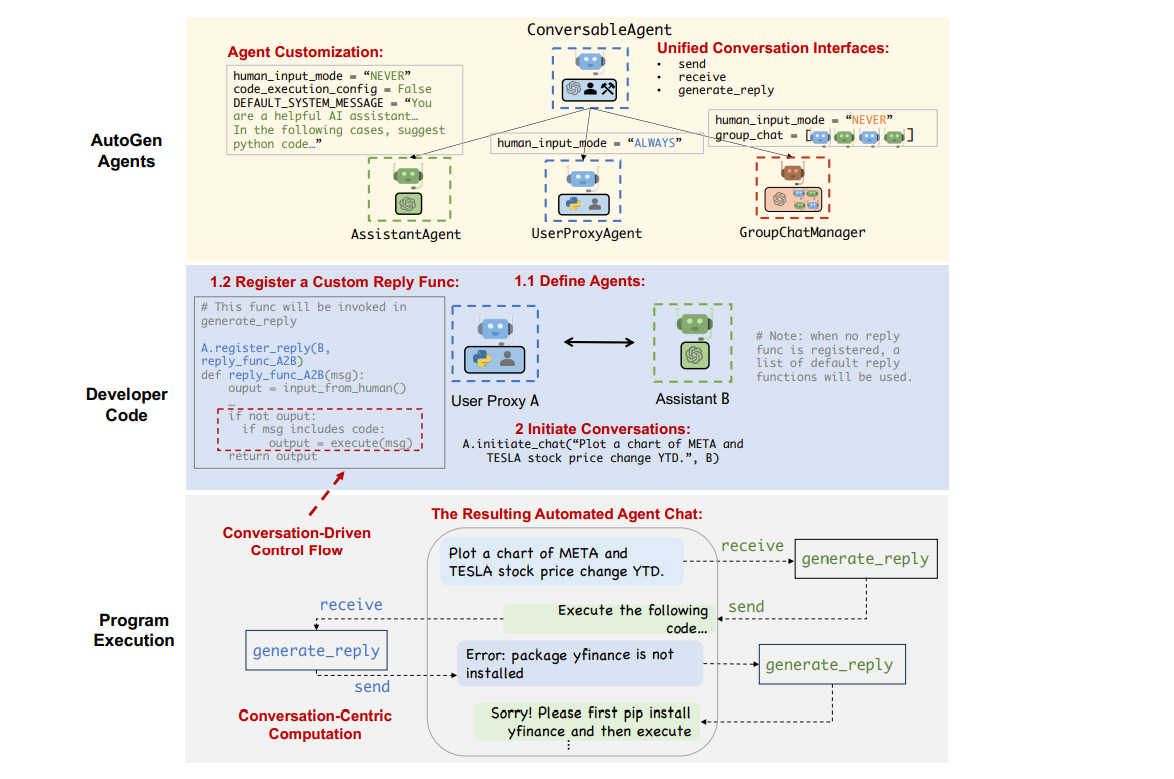 ConversableAgent
Agent Customization:
human_input_mode = “NEVER”
code_execution_config = False
DEFAULT_SYSTEM_MESSAGE = “You
are a helpful AI assistant…
In the following cases, suggest
python code…”
Unified Conversation Interfaces:
• send
• receive
• generate_reply
human_input_mode = “ALWAYS”
human_input_mode = “NEVER”
group_chat = [ ]
AutoGen
Agents
AssistantAgent
UserProxyAgent
GroupChatManager
1.2 Register a Custom Reply Func:
# This func will be invoked in
generate_reply
A.register_reply(B,
reply_func_A2B)
def reply_func_A2B(msg):
ouput = input_from_human()
…
if not ouput:
if msg includes code:
output = execute(msg)
return output
1.1 Define Agents:
User Proxy A
Assistant B
# Note: when no reply
func is registered, a
list of default reply
functions will be used.
Developer
Code
2 Initiate Conversations:
A.initiate_chat(“Plot a chart of META and
TESLA stock price change YTD.”, B)
Conversation-Driven
Control Flow
The Resulting Automated Agent Chat:
Plot a chart of META and
TESLA stock price change YTD.
receive
generate_reply
send
Execute the following
code…
receive
generate_reply
send
Error: package yfinance is not
installed
generate_reply
Sorry! Please first pip install
yfinance and then execute
⋮
Program
Execution
Conversation-Centric
Computation